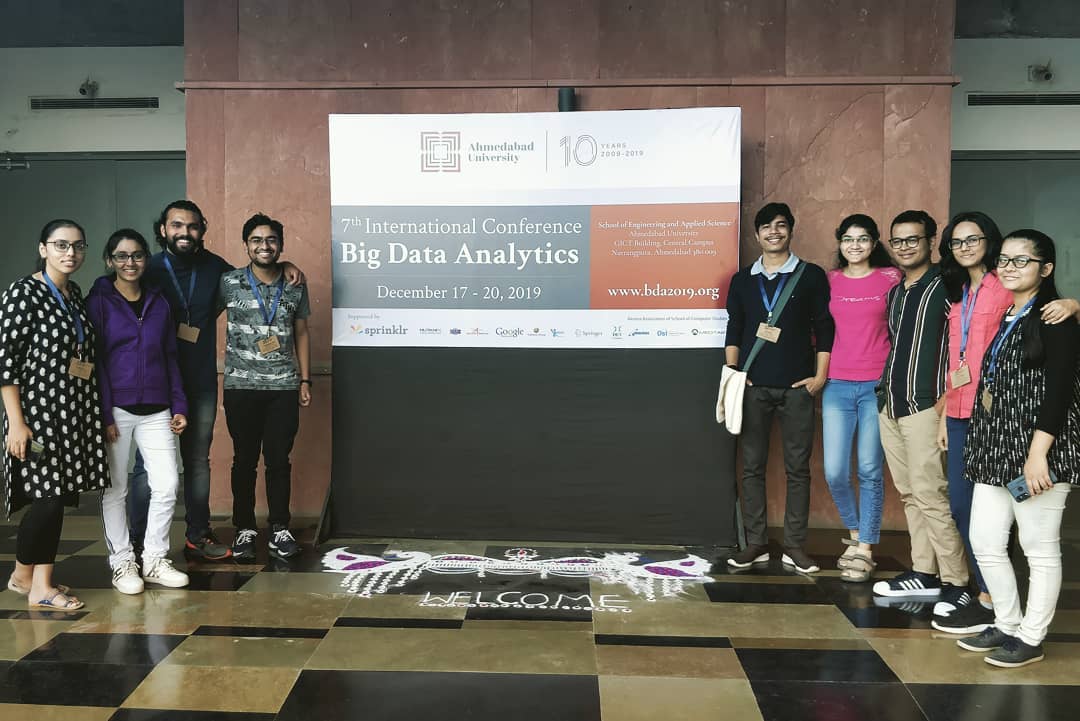 Ahmedabad
University
10 YEARS
2009-2019
7th International Conference
Big Data Analytics
December 17 - 20, 2019
School of Engineering and Applied Science
Ahmedabad University
GICT Building, Central Campus
Navrangpura, Ahmedabad 380 009
www.bda2019.org
Supported by
sprinklr
Google
Springer
WELCOME